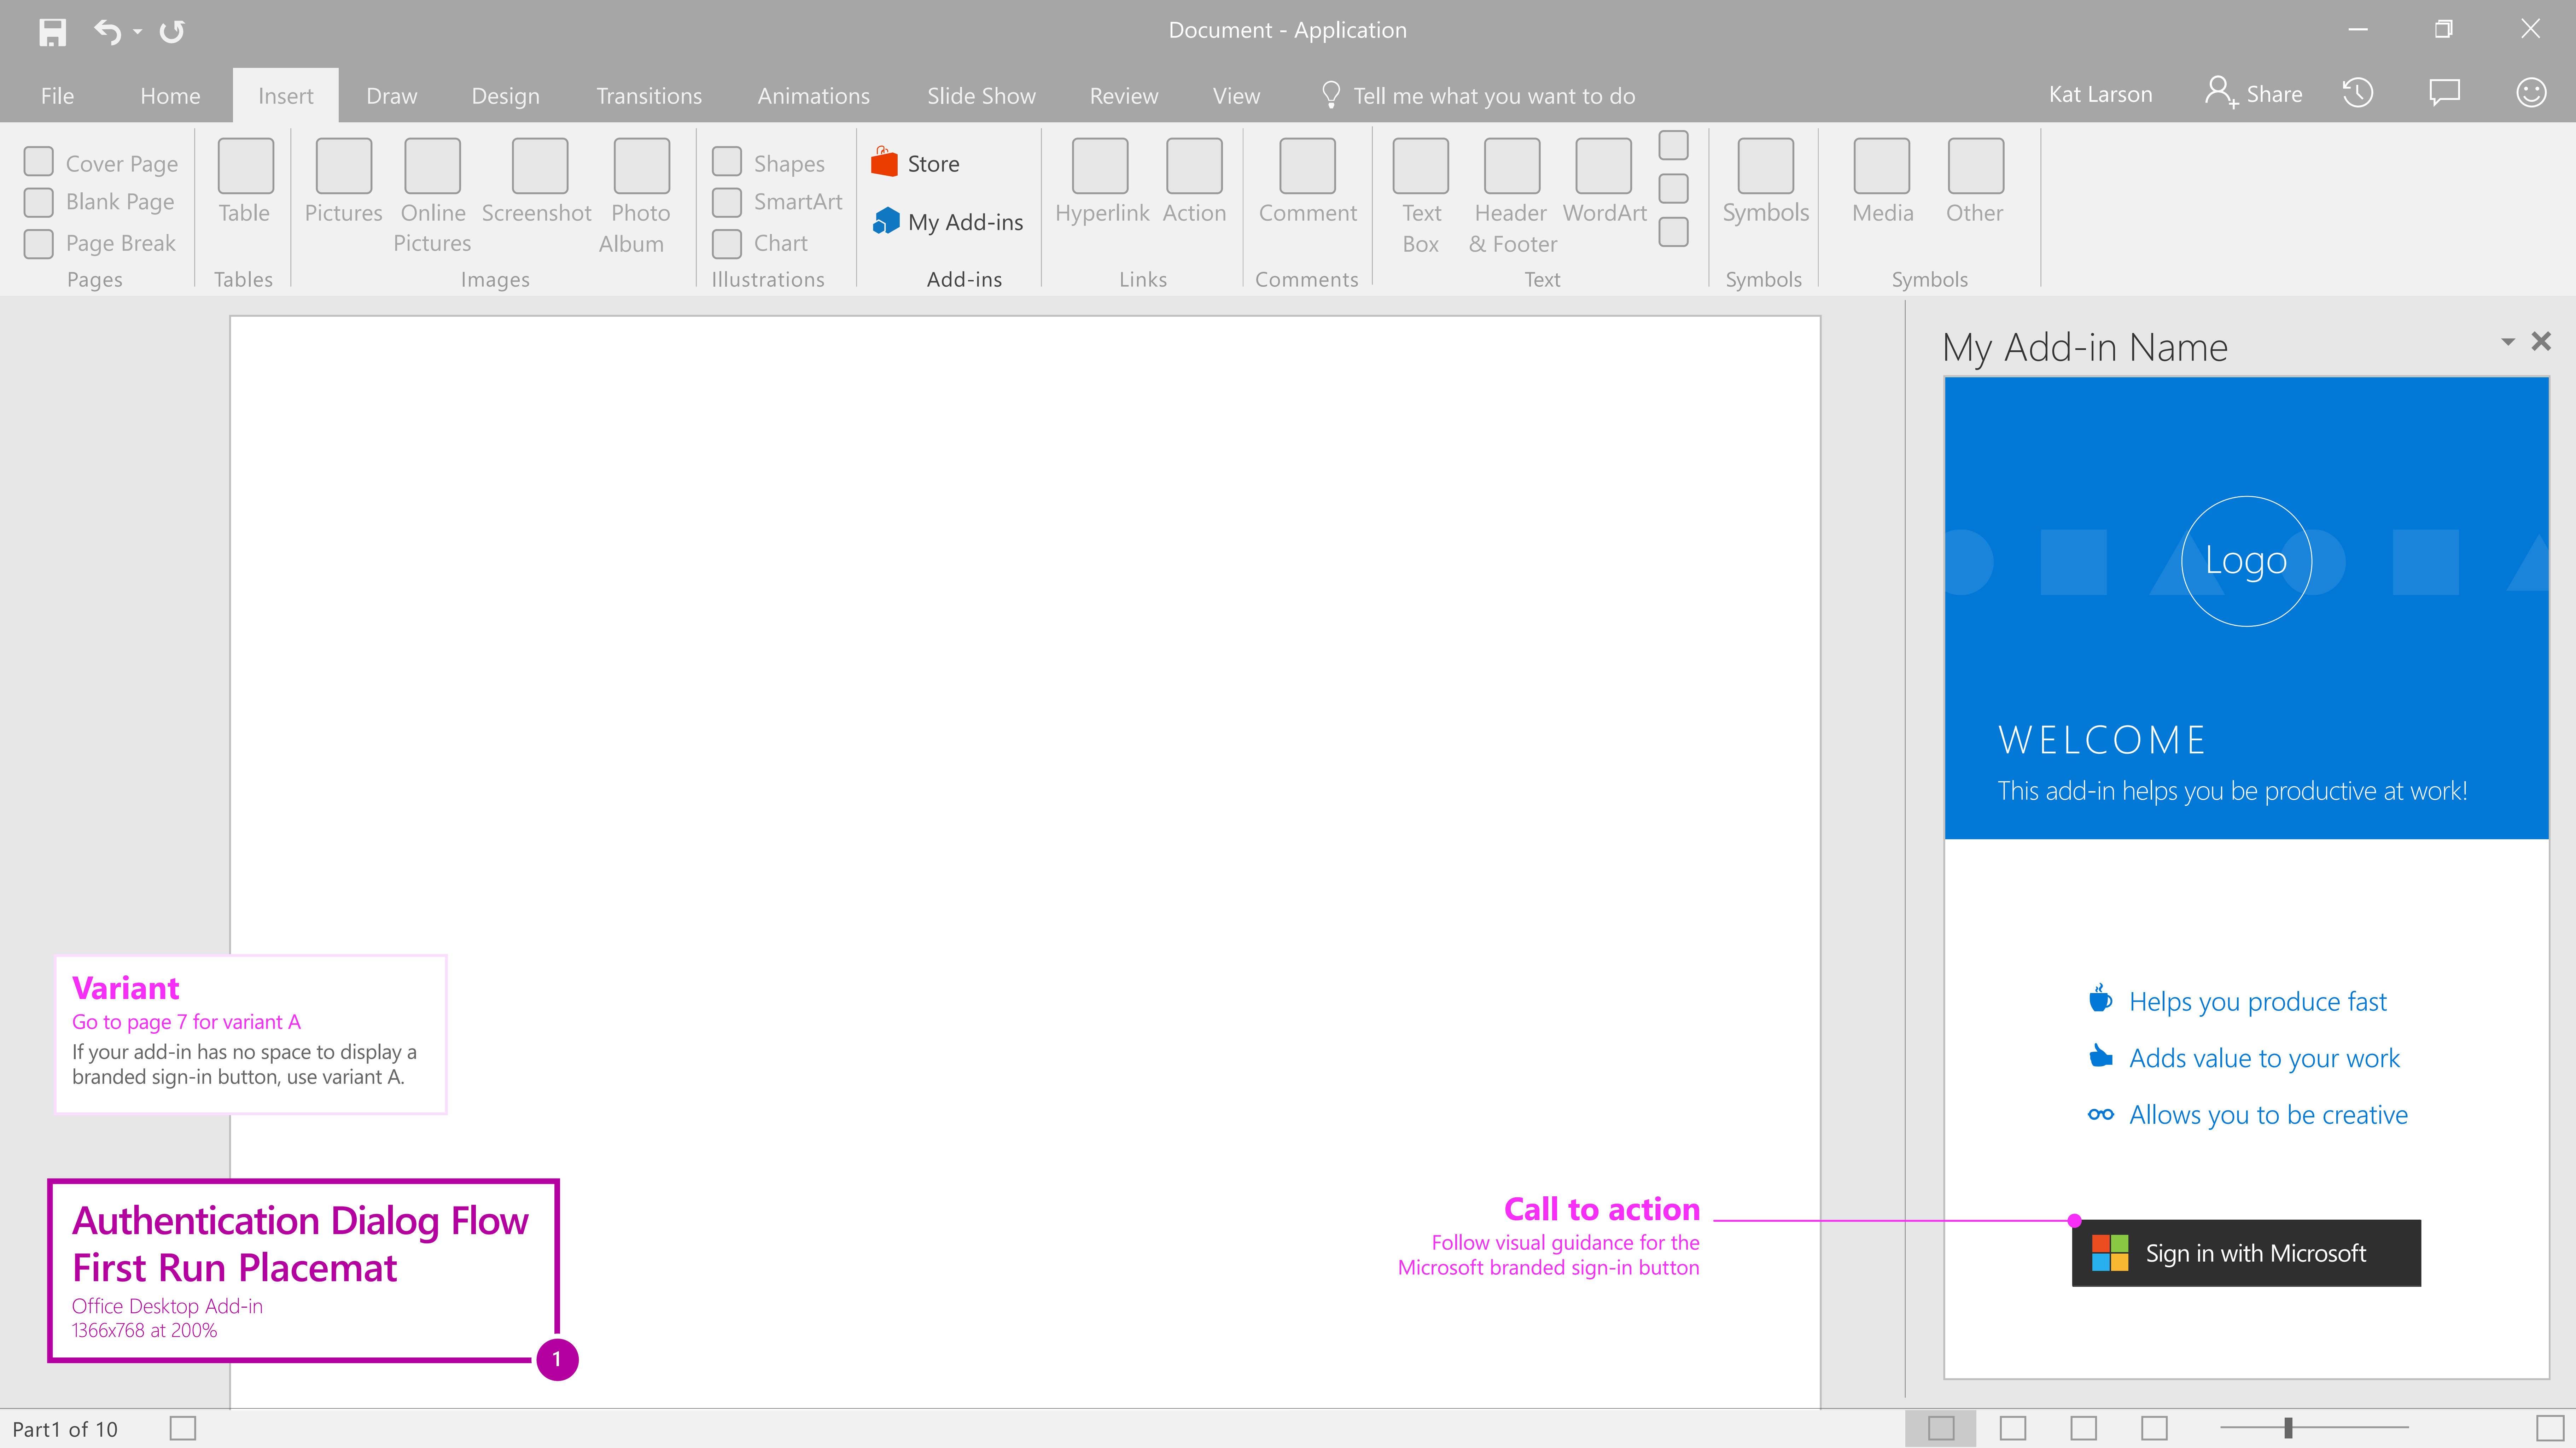 Document - Application
File
Home
Insert
Draw
Design
Transitions
Animations
Slide Show
Review
View
Tell me what you want to do
Kat Larson
Share
Cover Page
Blank Page
Page Break
Pages
Table
Tables
Pictures
Online
Pictures
Screenshot
Photo
Album
Images
Shapes
SmartArt
Chart
Illustrations
Store
My Add-ins
Add-ins
Hyperlink
Action
Links
Comment
Comments
Text
Box
Header
& Footer
WordArt
Text
Symbols
Symbols
Media
Other
Symbols
My Add-in Name
Logo
WELCOME
This add-in helps you be productive at work!
Helps you produce fast
Adds value to your work
Allows you to be creative
Sign in with Microsoft
Variant
Go to page 7 for variant A
If your add-in has no space to display a
branded sign-in button, use variant A.
Authentication Dialog Flow
First Run Placemat
Office Desktop Add-in
1366x768 at 200%
1
Call to action
Follow visual guidance for the
Microsoft branded sign-in button
Part1 of 10